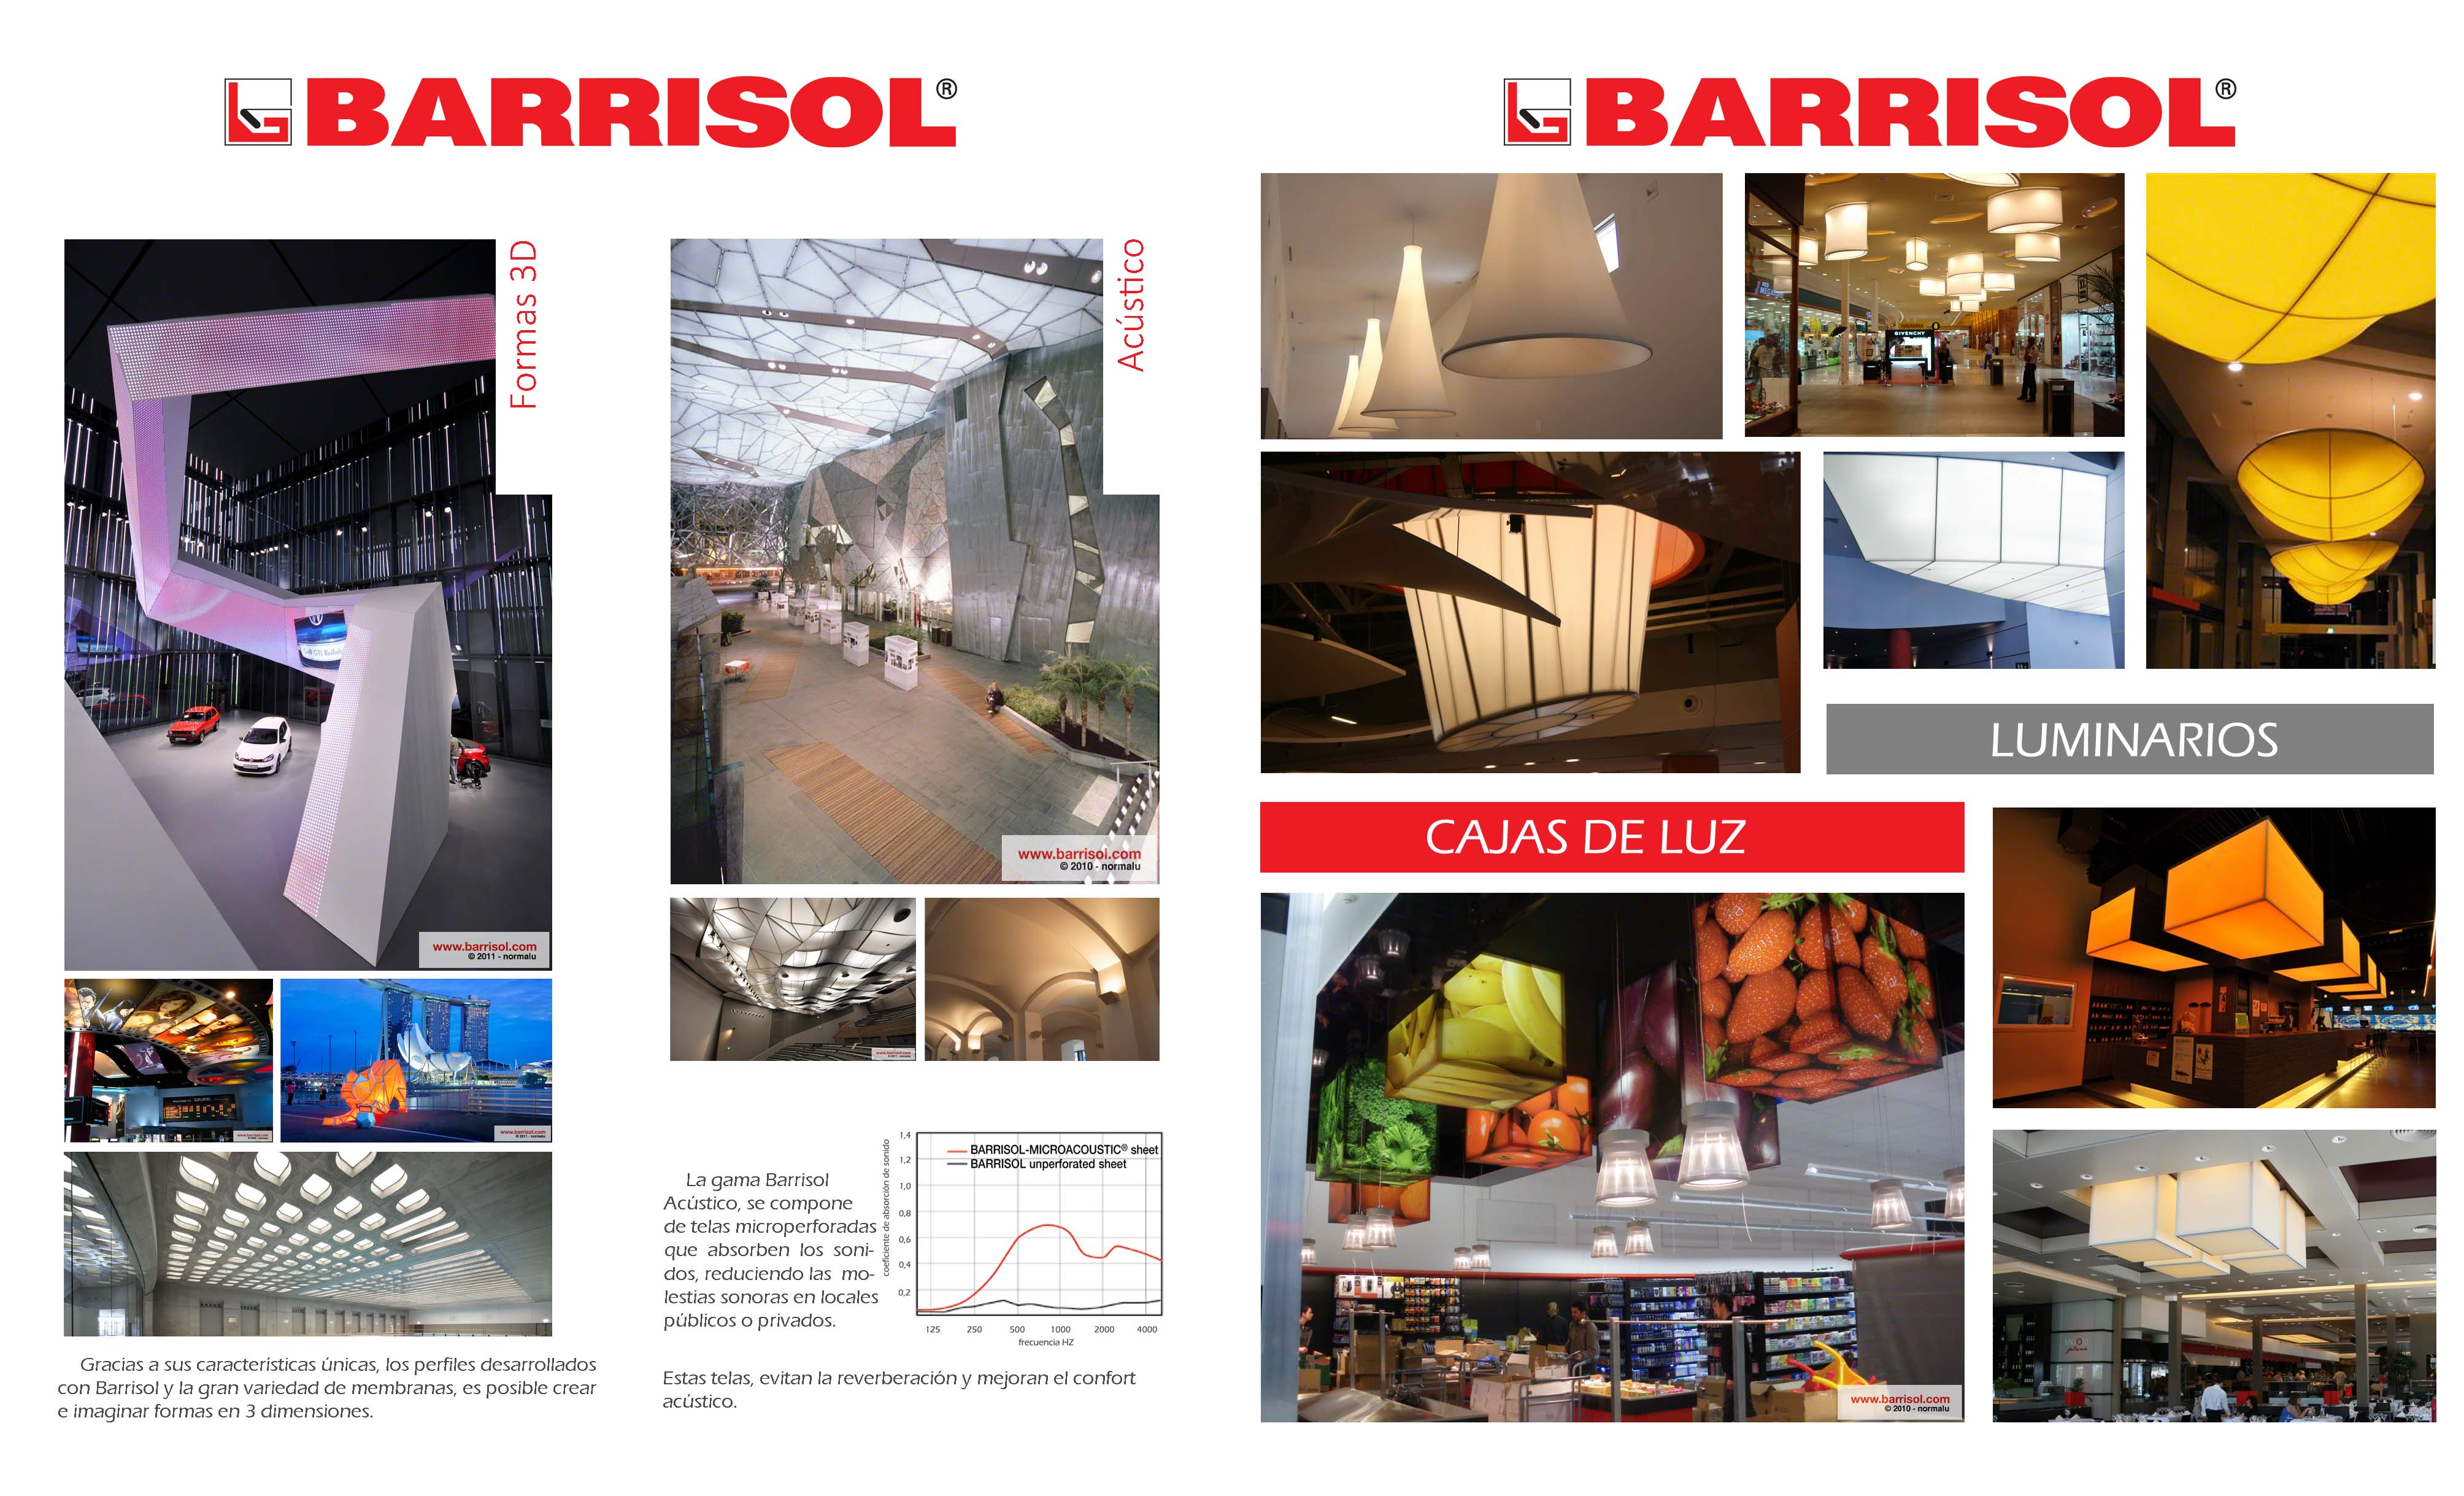 BARRISOL®
Formas 3D
www.barrisol.com
© 2011 - normalu
Gracias a sus características únicas, los perfiles desarrollados
con Barrisol y la gran variedad de membranas, es posible crear
e imaginar formas en 3 dimensiones.
Acústico
www.barrisol.com
© 2010 - normalu
La gama Barrisol
Acústico, se compone
de telas microperforadas
que absorben los soni-
dos, reduciendo las mo-
lestias sonoras en locales
públicos o privados.
coeficiente de absorción de sonido
1,4
1,2
1,0
0,8
0,6
0,4
0,2
BARRISOL-MICROACOUSTIC® sheet
BARRISOL unperforated sheet
125 250 500 1000 2000 4000
frecuencia HZ
Estas telas, evitan la reverberación y mejoran el confort
acústico.
BARRISOL®
GIVENCHY
LUMINARIOS
CAJAS DE LUZ
www.barrisol.com
© 2010 - normalu